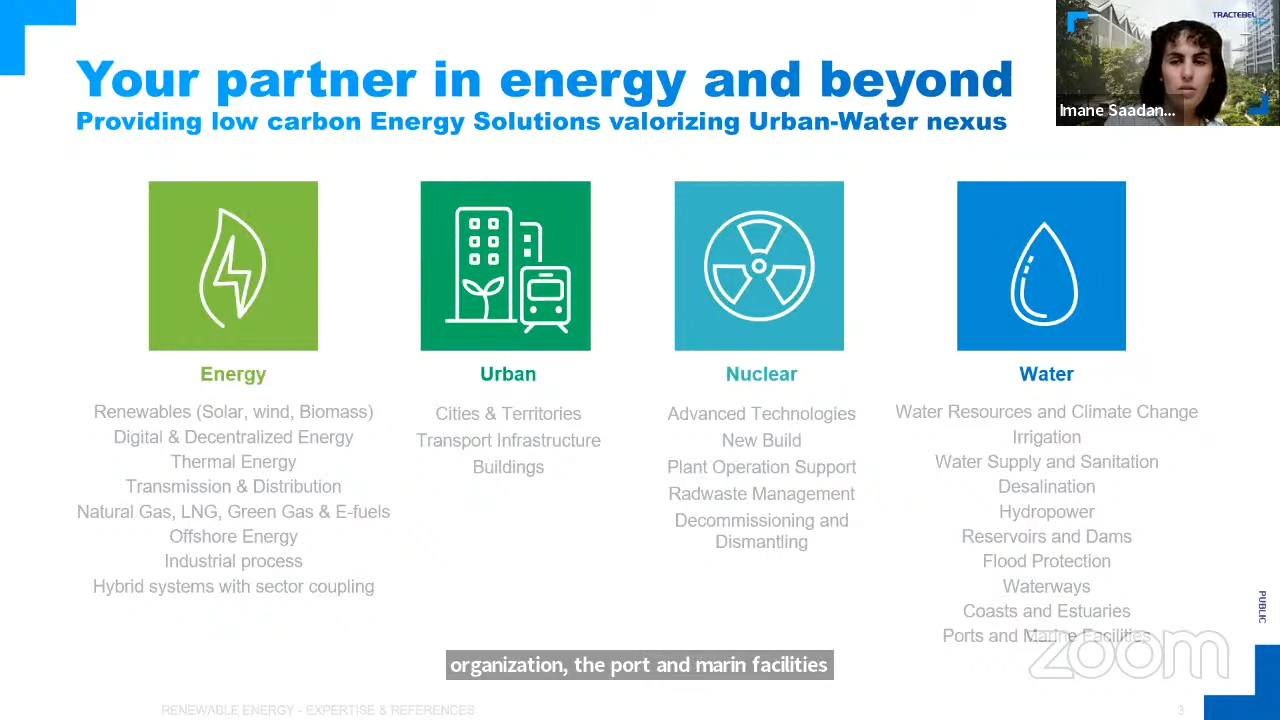 Your partner in energy and beyond
Providing low carbon Energy Solutions valorizing Urban-Water nexus
TRACTEBEL
Imane Saadan...
Energy
Renewables (Solar, wind, Biomass)
Digital & Decentralized Energy
Thermal Energy
Transmission & Distribution
Natural Gas, LNG, Green Gas & E-fuels
Offshore Energy
Industrial process
Hybrid systems with sector coupling
Urban
Cities & Territories
Transport Infrastructure
Buildings
Nuclear
Advanced Technologies
New Build
Plant Operation Support
Radwaste Management
Decommissioning and
Dismantling
Water
Water Resources and Climate Change
Irrigation
Water Supply and Sanitation
Desalination
Hydropower
Reservoirs and Dams
Flood Protection
Waterways
Coasts and Estuaries
Ports and Marine Facilities
PUBLIC
zoom
organization, the port and marin facilities
RENEWABLE ENERGY - EXPERTISE & REFERENCES
3